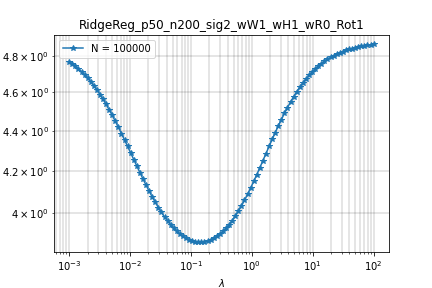 RidgeReg_p50_n200_sig2_wW1_wH1_wR0_Rot1
N = 100000
4.8 × 10⁰
4.6 × 10⁰
4.4 × 10⁰
4.2 × 10⁰
4 × 10⁰
10⁻³ 10⁻² 10⁻¹ 10⁰ 10¹ 10²
λ